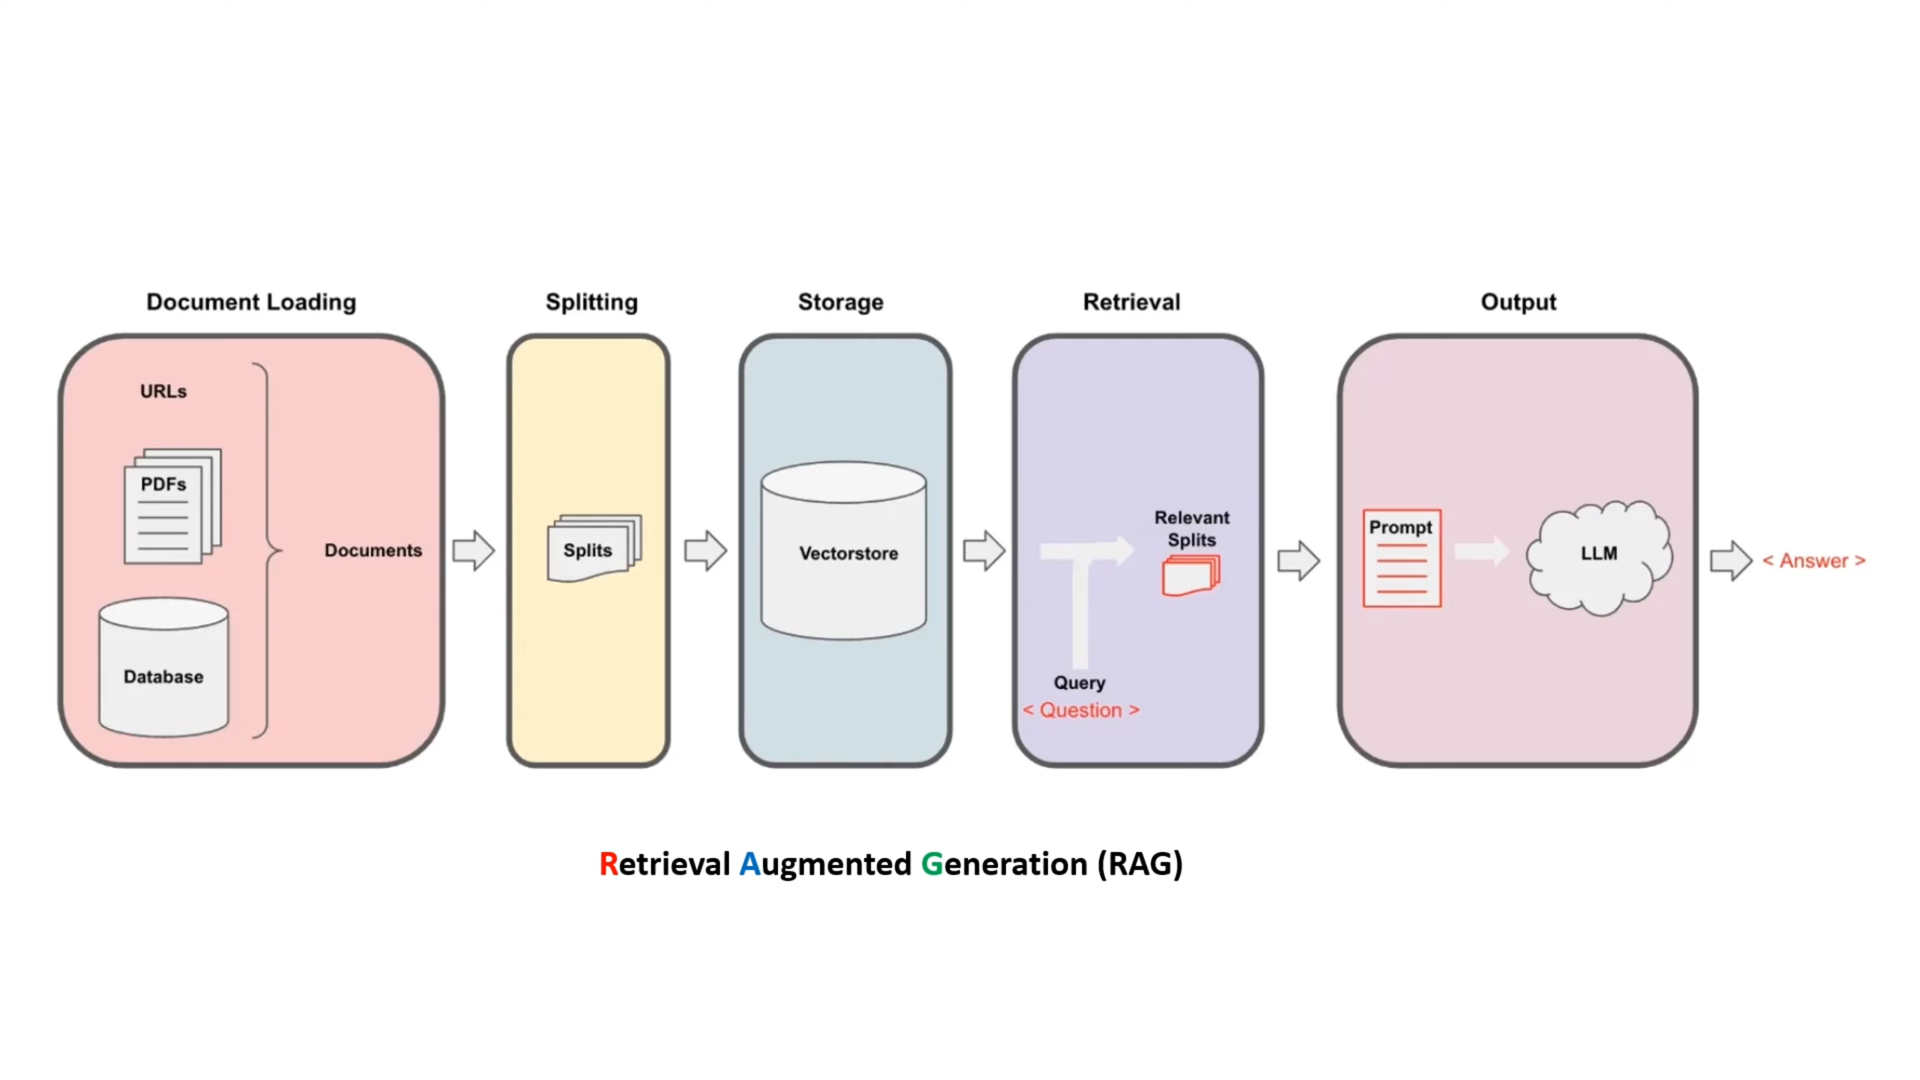 Document Loading
Splitting
Storage
Retrieval
Output
URLs
PDFs
Database
Documents
Splits
Vectorstore
Relevant
Splits
Query
< Question >
Prompt
LLM
< Answer >
Retrieval Augmented Generation (RAG)